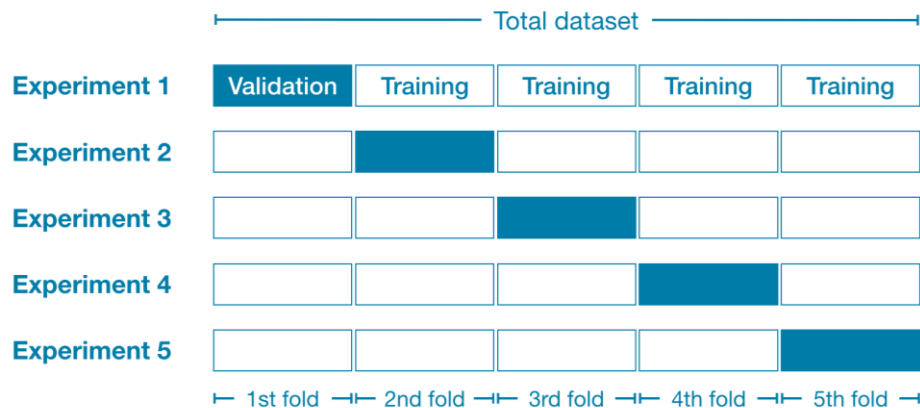 Total dataset
Experiment 1 Validation Training Training Training Training
Experiment 2
Experiment 3
Experiment 4
Experiment 5
1st fold 2nd fold 3rd fold 4th fold 5th fold